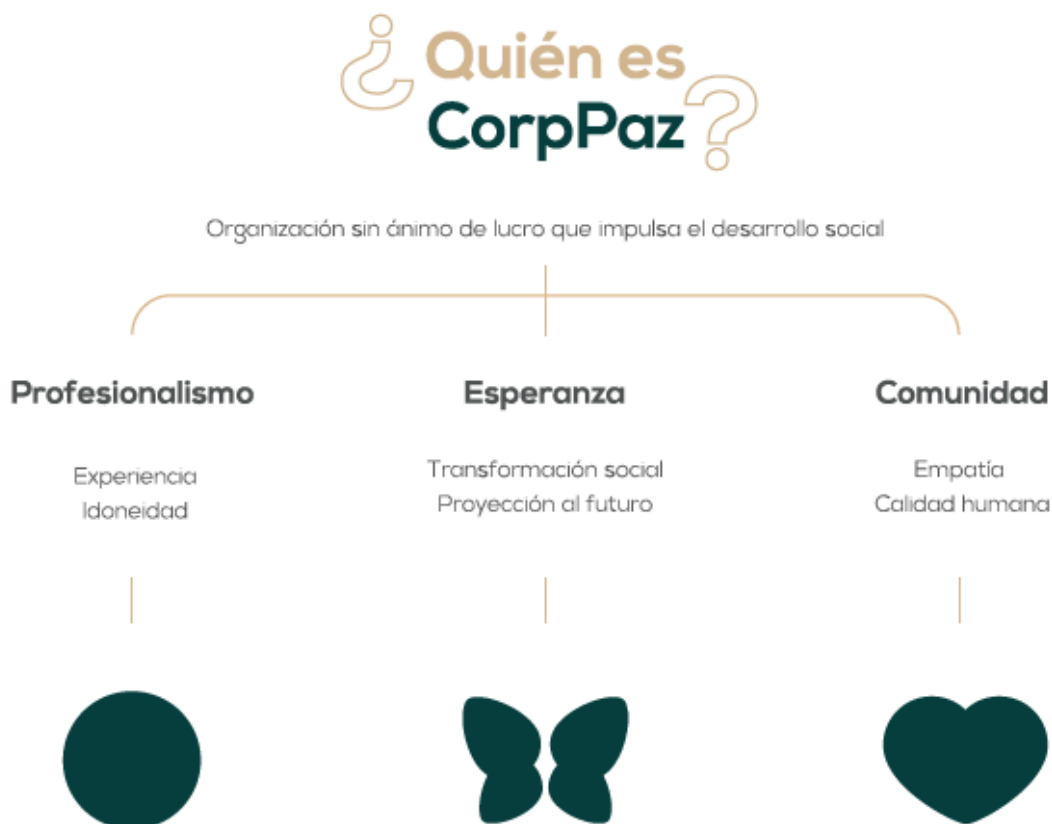 ¿Quién es
CorpPaz?
Organización sin ánimo de lucro que impulsa el desarrollo social
Profesionalismo
Experiencia
Idoneidad
Esperanza
Transformación social
Proyección al futuro
Comunidad
Empatía
Calidad humana